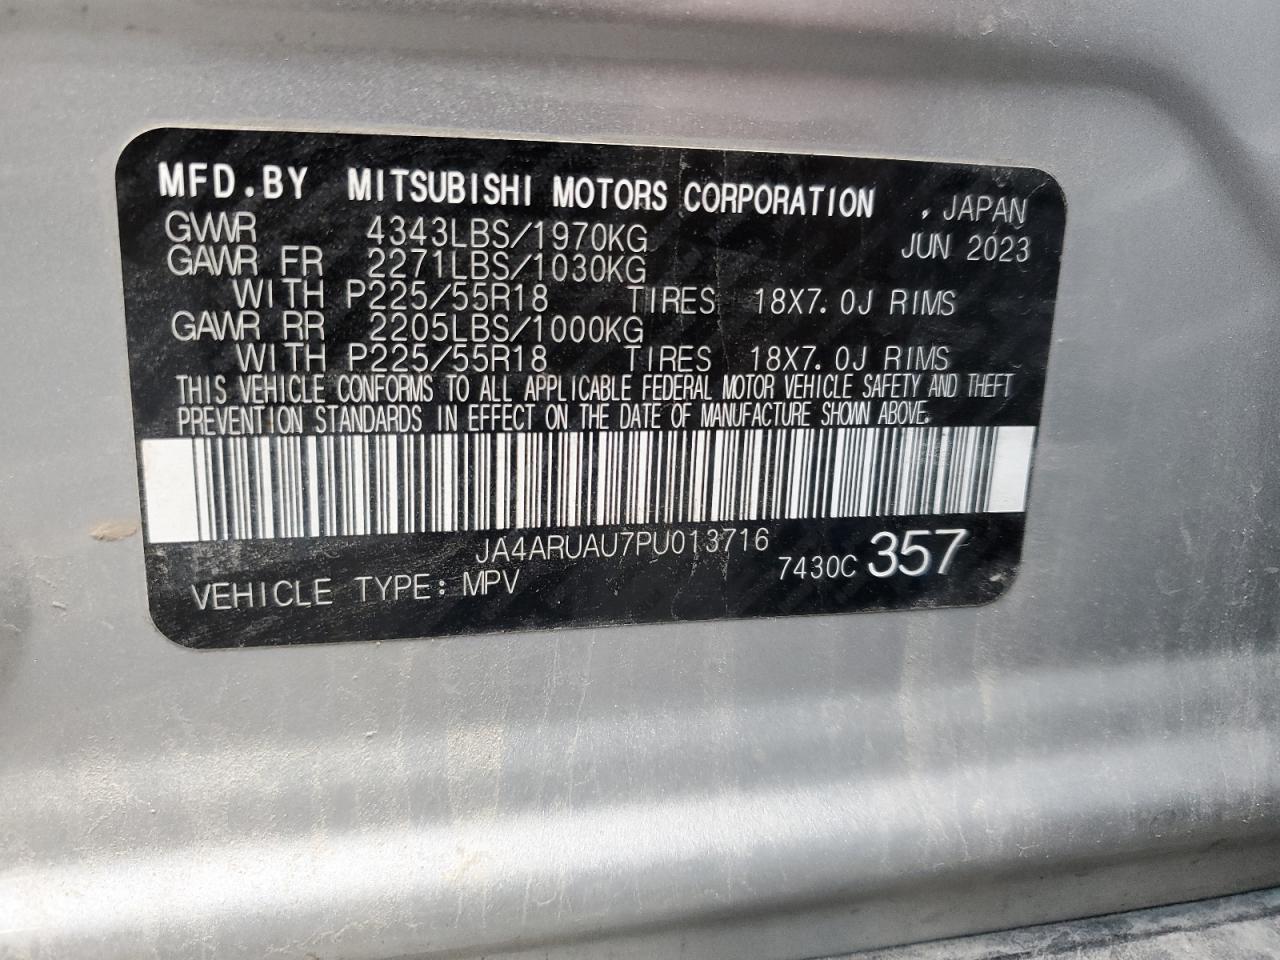 MFD.BY MITSUBISHI MOTORS CORPORATION , JAPAN
GVWR 4343LBS/1970KG JUN 2023
GAWR FR 2271LBS/1030KG
WITH P225/55R18 TIRES 18X7.0J RIMS
GAWR RR 2205LBS/1000KG
WITH P225/55R18 TIRES 18X7.0J RIMS
THIS VEHICLE CONFORMS TO ALL APPLICABLE FEDERAL MOTOR VEHICLE SAFETY AND THEFT
PREVENTION STANDARDS IN EFFECT ON THE DATE OF MANUFACTURE SHOWN ABOVE.
JA4ARUAU7PU013716
7430C 357
VEHICLE TYPE: MPV